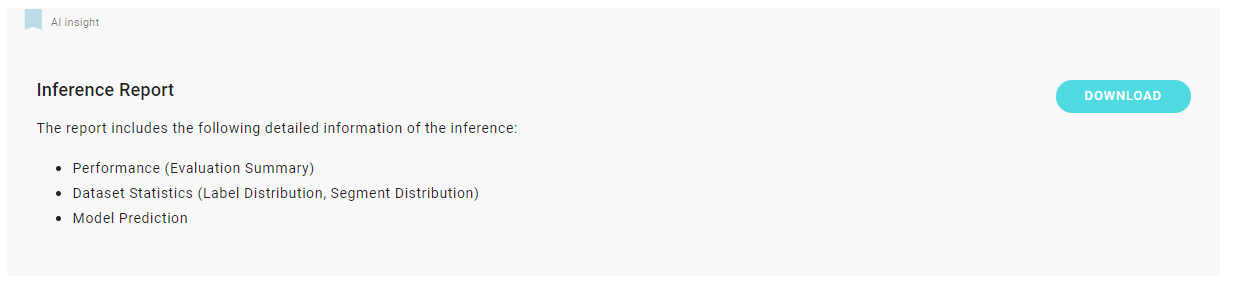 AI insight
Inference Report
DOWNLOAD
The report includes the following detailed information of the inference:
• Performance (Evaluation Summary)
• Dataset Statistics (Label Distribution, Segment Distribution)
• Model Prediction